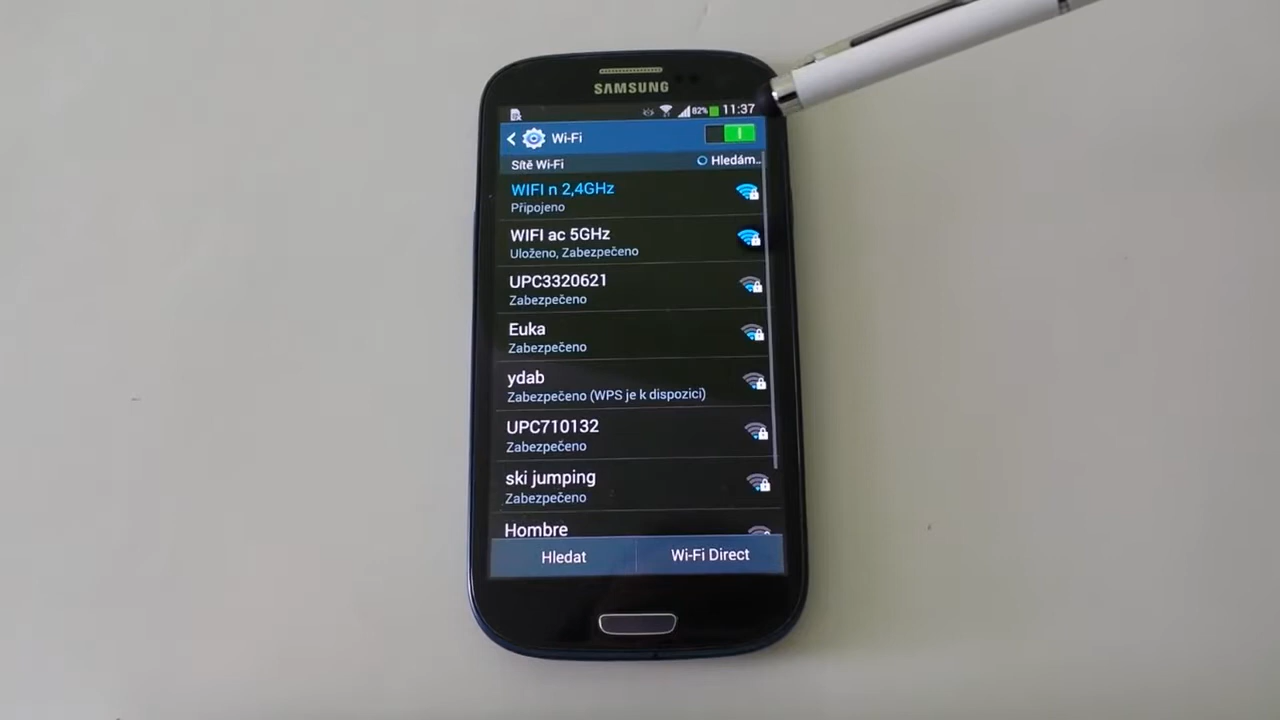 SAMSUNG
82% 11:37
Wi-Fi
Sítě Wi-Fi Hledám..
WIFI n 2,4GHz
Připojeno
WIFI ac 5GHz
Uloženo, Zabezpečeno
UPC3320621
Zabezpečeno
Euka
Zabezpečeno
ydab
Zabezpečeno (WPS je k dispozici)
UPC710132
Zabezpečeno
ski jumping
Zabezpečeno
Hombre
Hledat Wi-Fi Direct